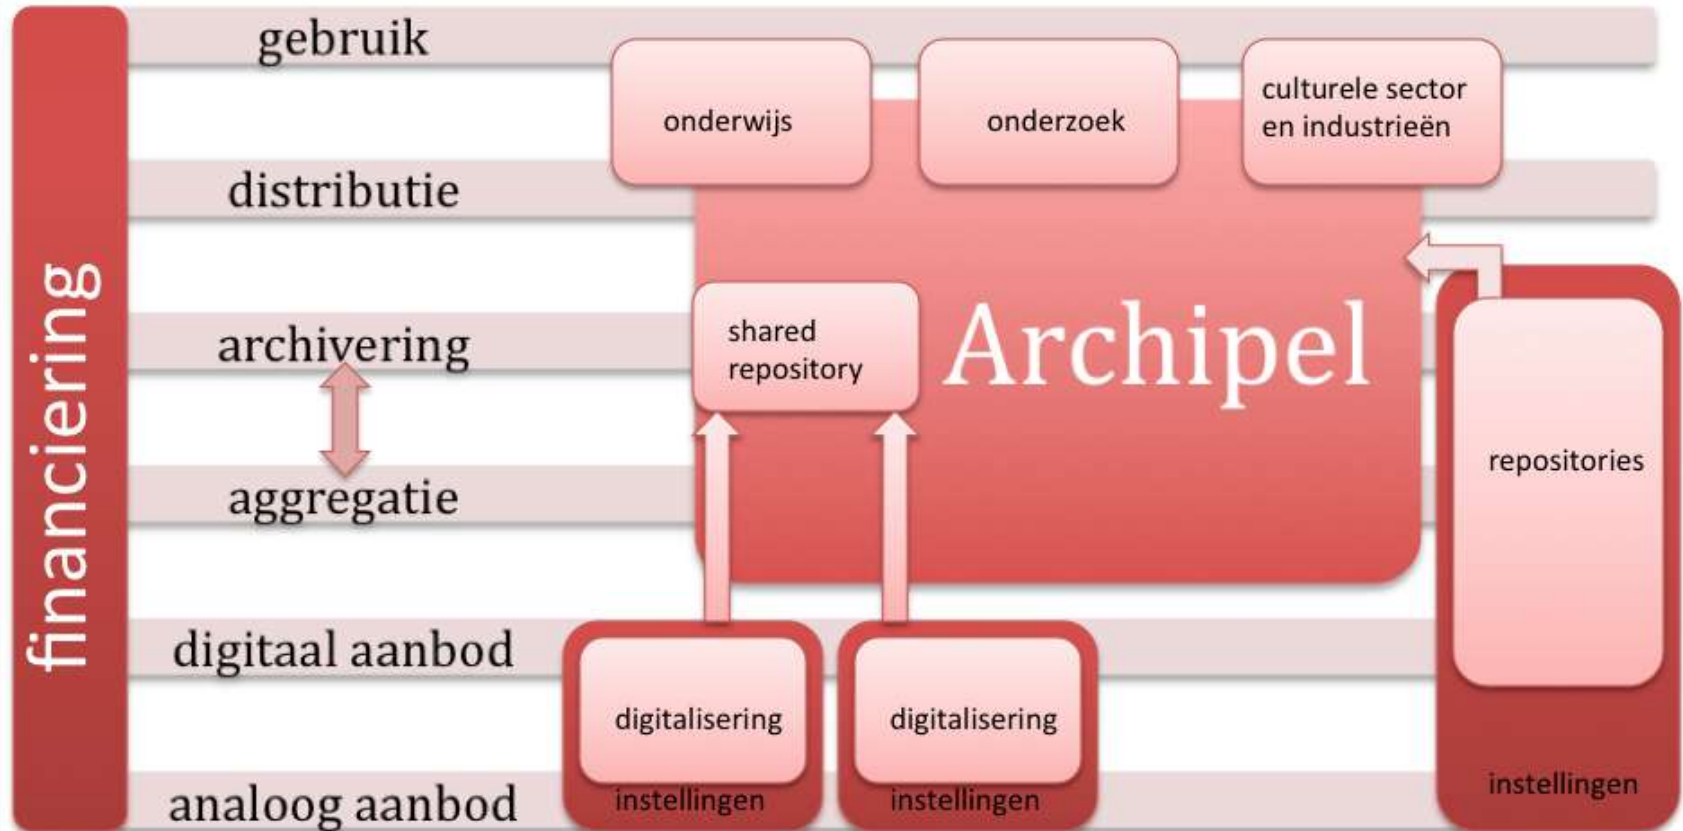 financiering
gebruik
onderwijs
onderzoek
culturele sector
en industrieën
distributie
archivering
shared
repository
Archipel
aggregatie
repositories
digitaal aanbod
digitalisering
digitalisering
analoog aanbod
instellingen
instellingen
instellingen